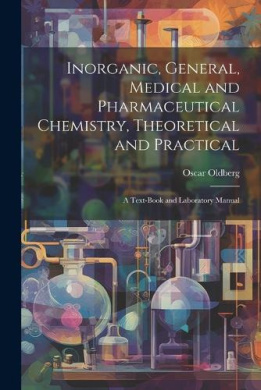 Inorganic, General,
Medical and
Pharmaceutical
Chemistry, Theoretical
and Practical
Oscar Oldberg
A Text-Book and Laboratory Manual